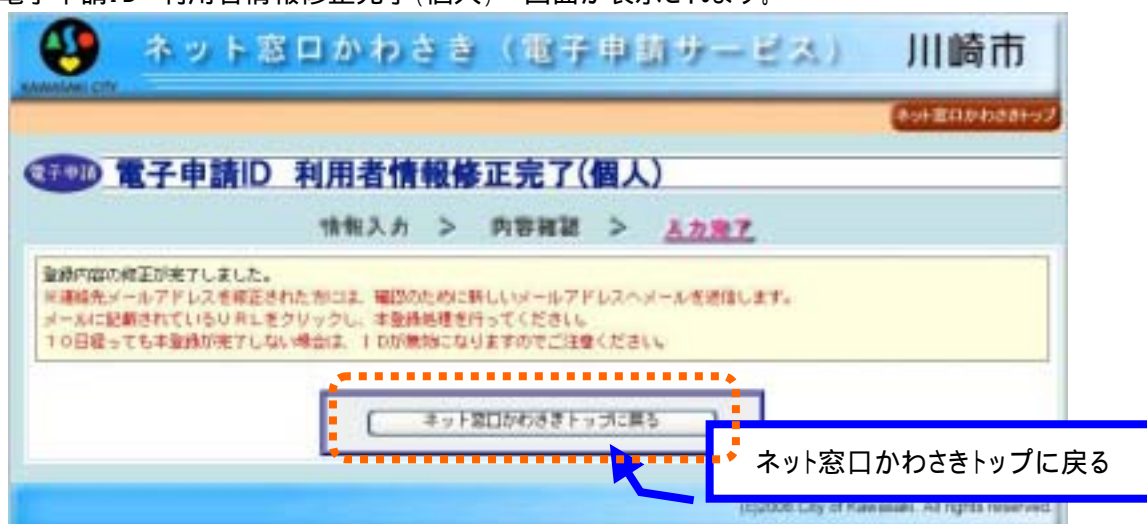 電子申請ID 利用者情報修正完了(個人) 画面が表示されます。
ネット窓口かわさき（電子申請サービス）
川崎市
KAWASAKI CITY
ネット窓口かわさきトップ
電子申請
電子申請ID 利用者情報修正完了(個人)
情報入力 > 内容確認 > 入力完了
登録内容の修正が完了しました。
※連絡先メールアドレスを修正された方には、確認のために新しいメールアドレスへメールを送信します。
メールに記載されているURLをクリックし、本登録処理を行ってください。
10日経っても本登録が完了しない場合は、IDが無効になりますのでご注意ください。
ネット窓口かわさきトップに戻る
ネット窓口かわさきトップに戻る
(c)2006 City of Kawasaki. All rights reserved.